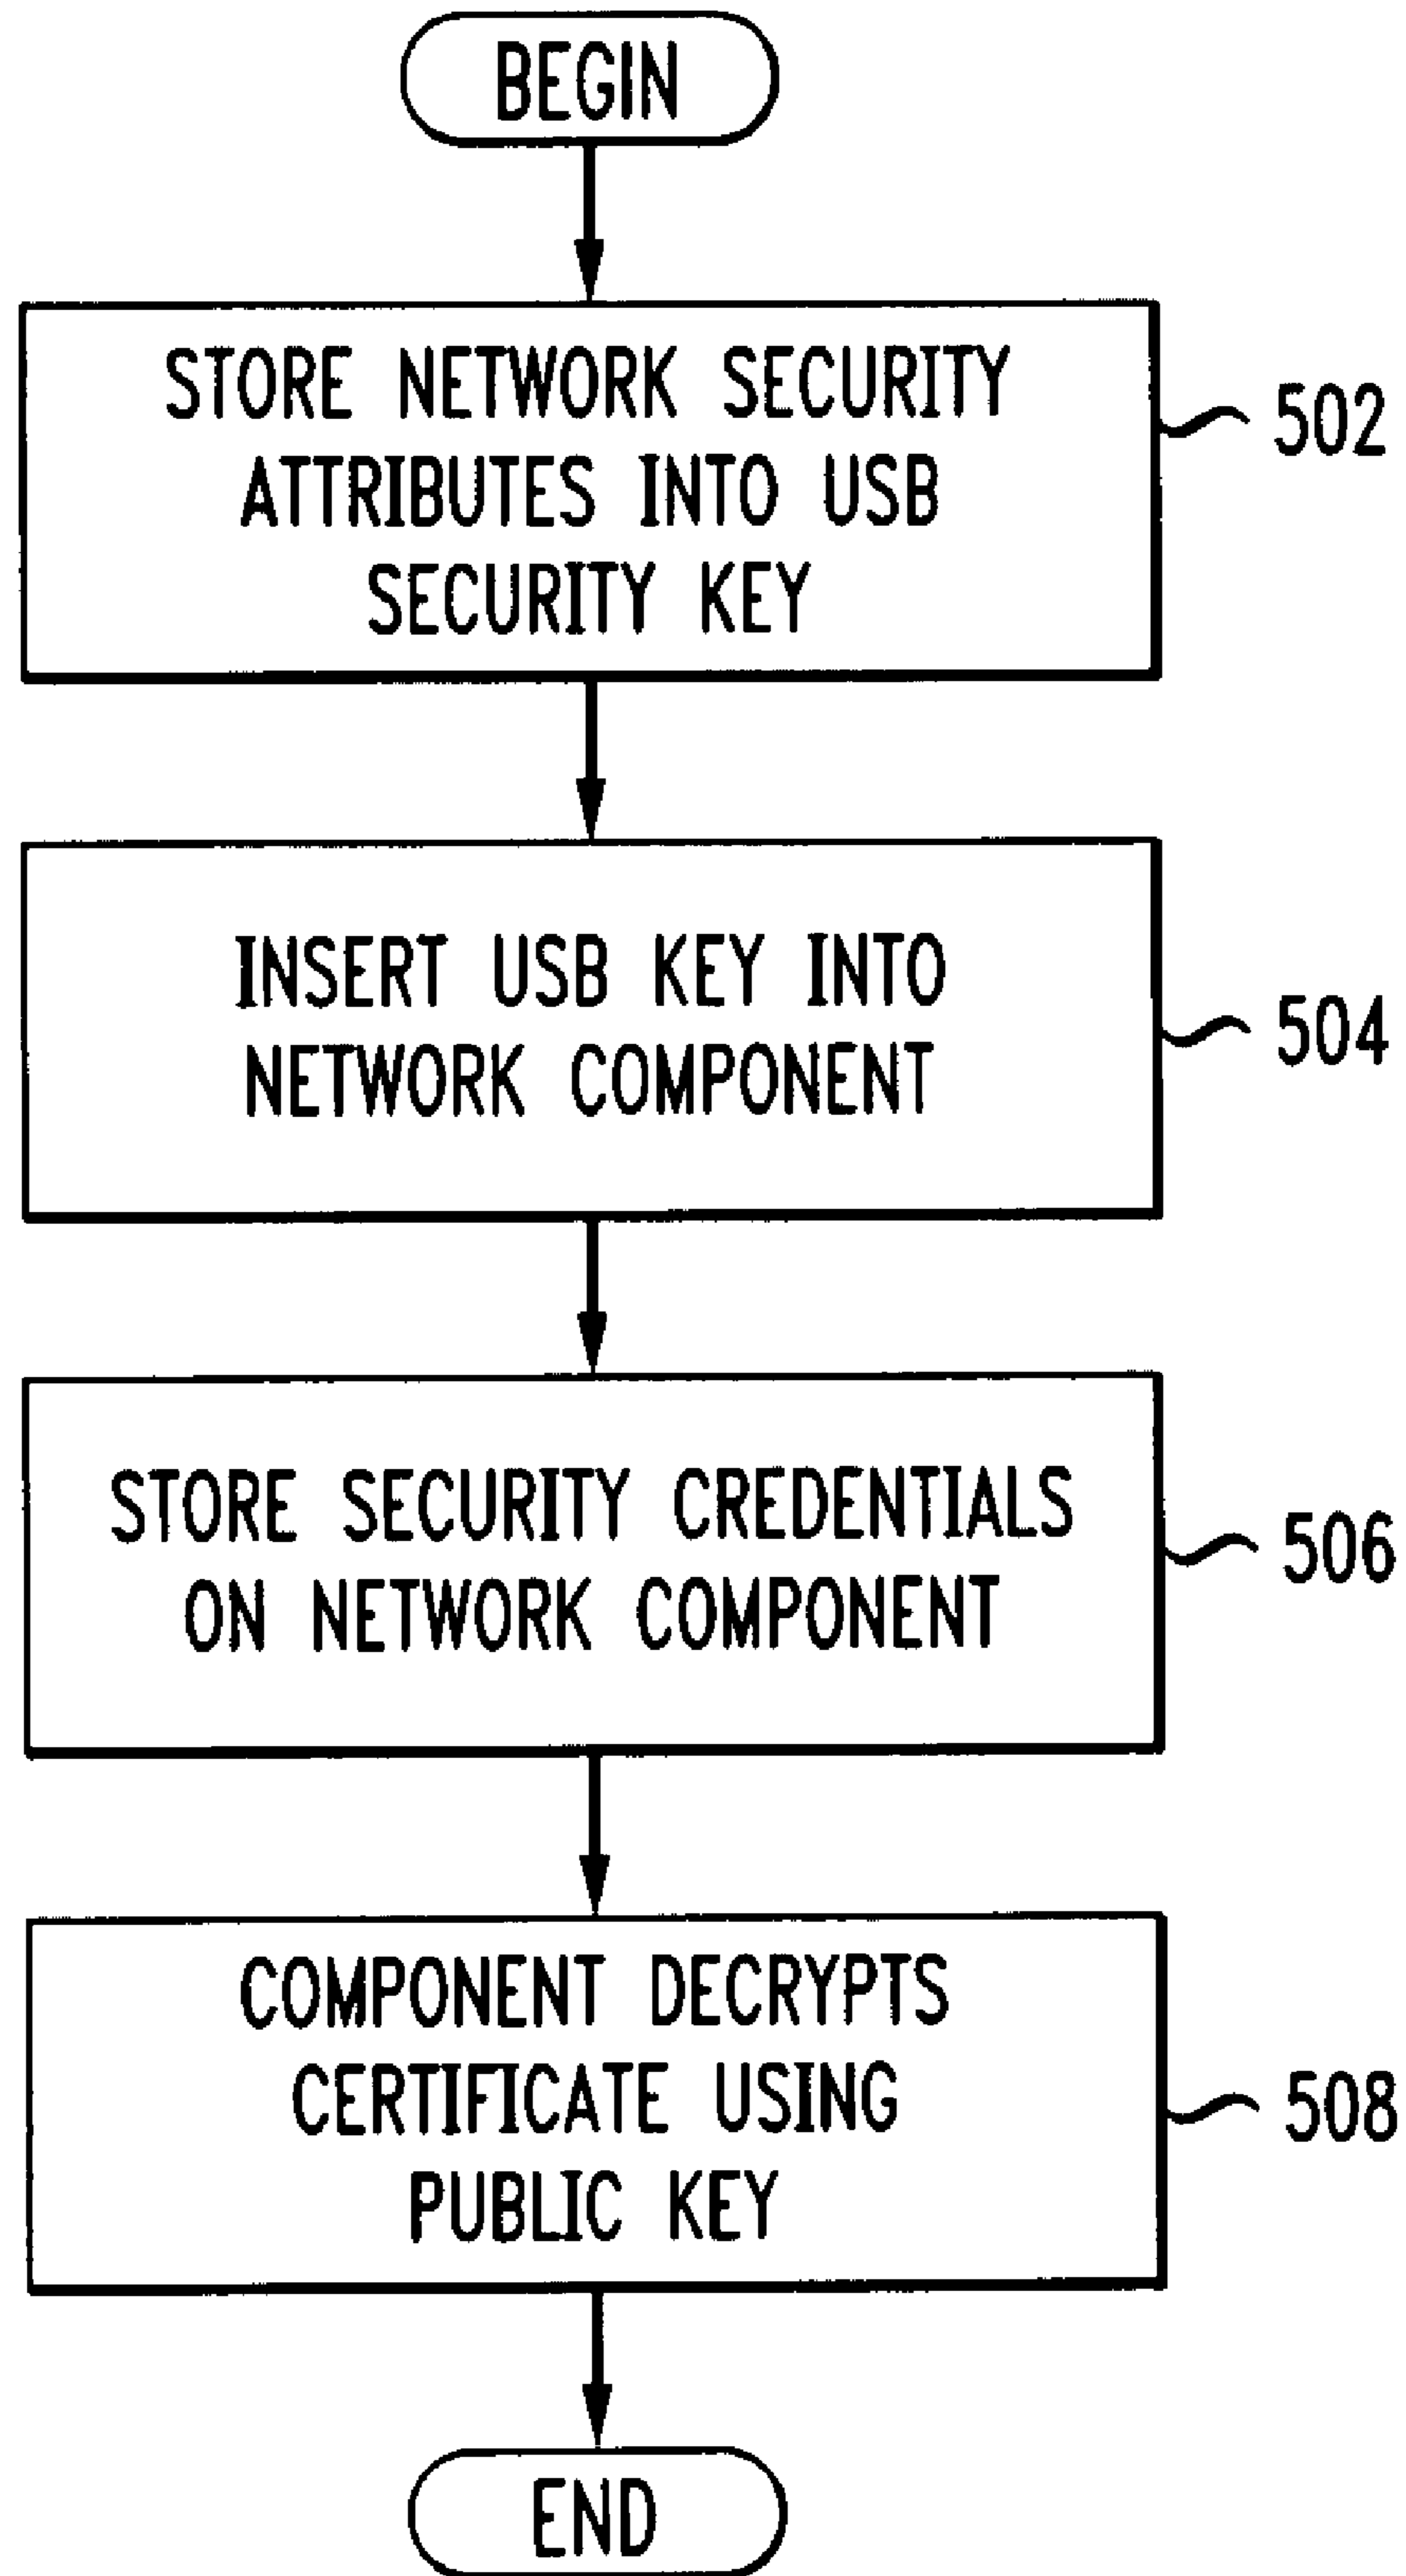 BEGIN
STORE NETWORK SECURITY
ATTRIBUTES INTO USB
SECURITY KEY
502
INSERT USB KEY INTO
NETWORK COMPONENT
504
STORE SECURITY CREDENTIALS
ON NETWORK COMPONENT
506
COMPONENT DECRYPTS
CERTIFICATE USING
PUBLIC KEY
508
END